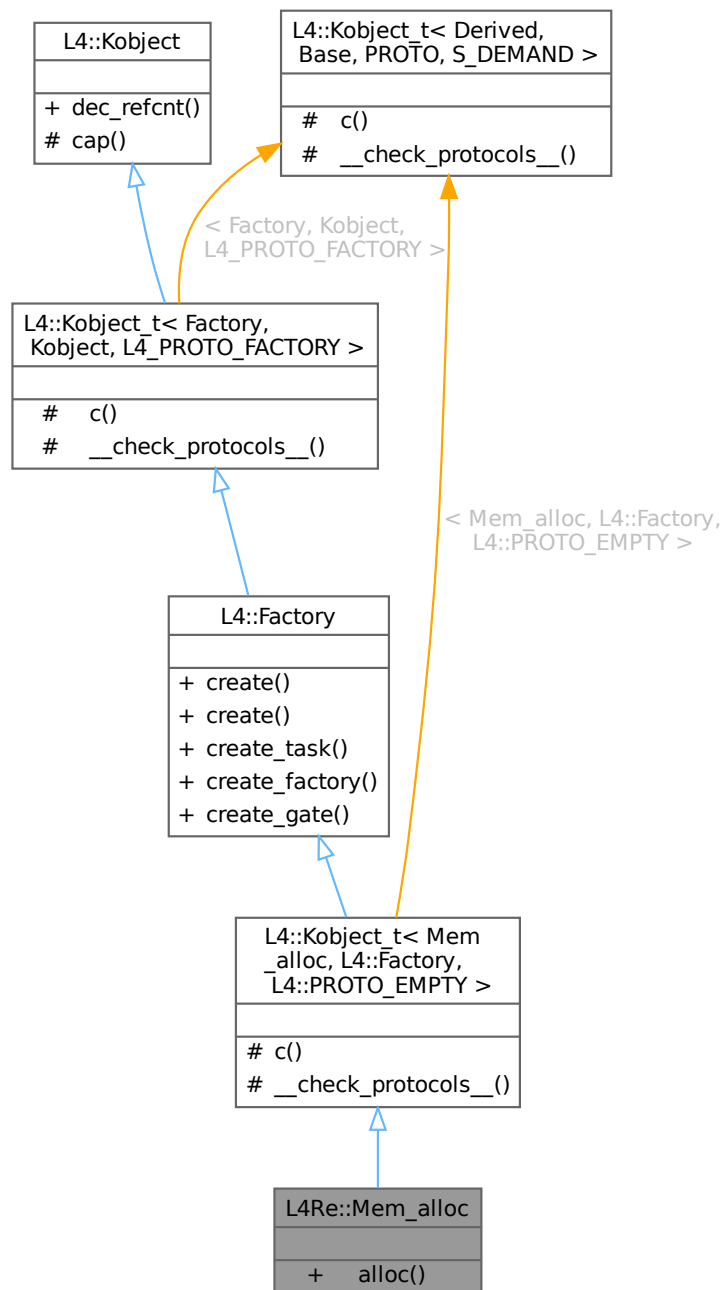 L4::Kobject
+ dec_refcnt()
# cap()
L4::Kobject_t< Derived,
Base, PROTO, S_DEMAND >
# c()
# __check_protocols__()
< Factory, Kobject,
L4_PROTO_FACTORY >
L4::Kobject_t< Factory,
Kobject, L4_PROTO_FACTORY >
# c()
# __check_protocols__()
< Mem_alloc, L4::Factory,
L4::PROTO_EMPTY >
L4::Factory
+ create()
+ create()
+ create_task()
+ create_factory()
+ create_gate()
L4::Kobject_t< Mem
_alloc, L4::Factory,
L4::PROTO_EMPTY >
# c()
# __check_protocols__()
L4Re::Mem_alloc
+ alloc()